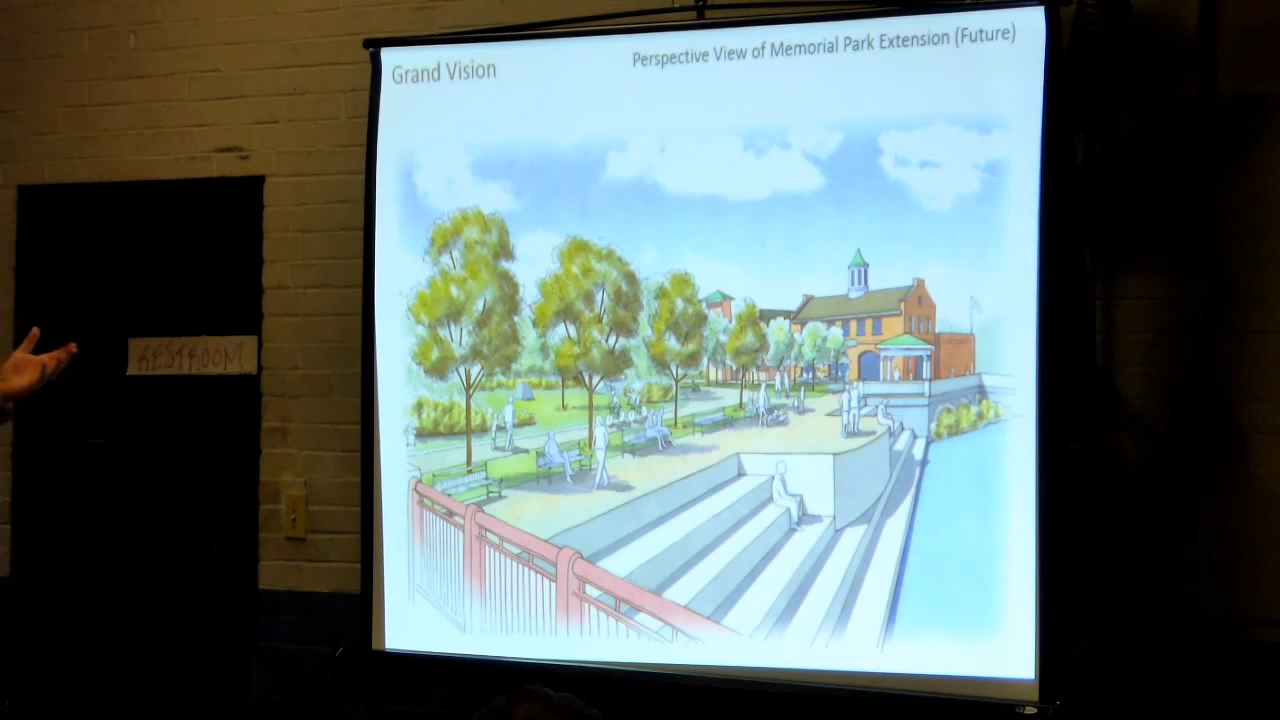 Grand Vision
Perspective View of Memorial Park Extension (Future)
RESTROOM